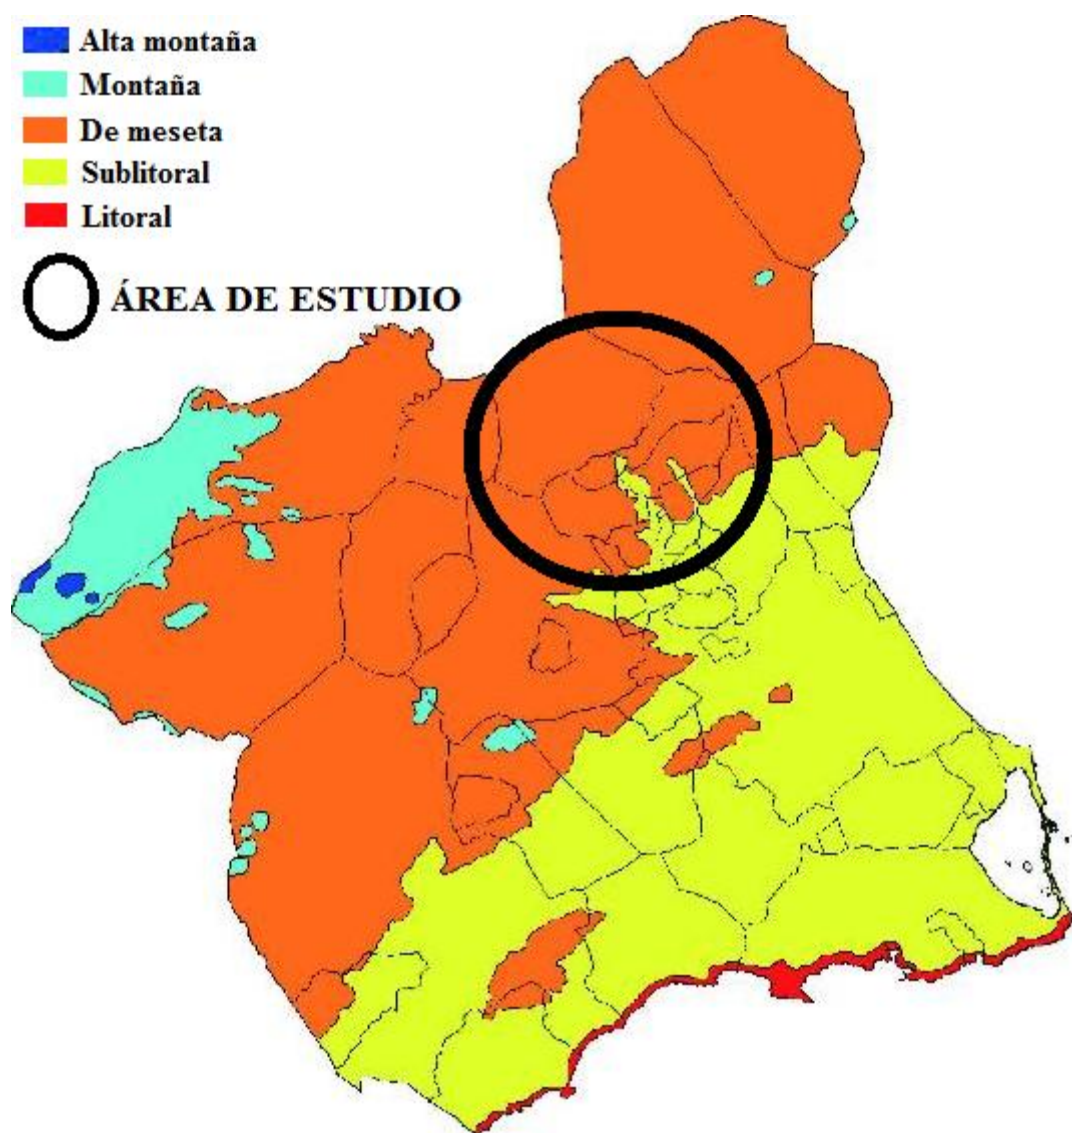 Alta montaña
Montaña
De meseta
Sublitoral
Litoral
ÁREA DE ESTUDIO